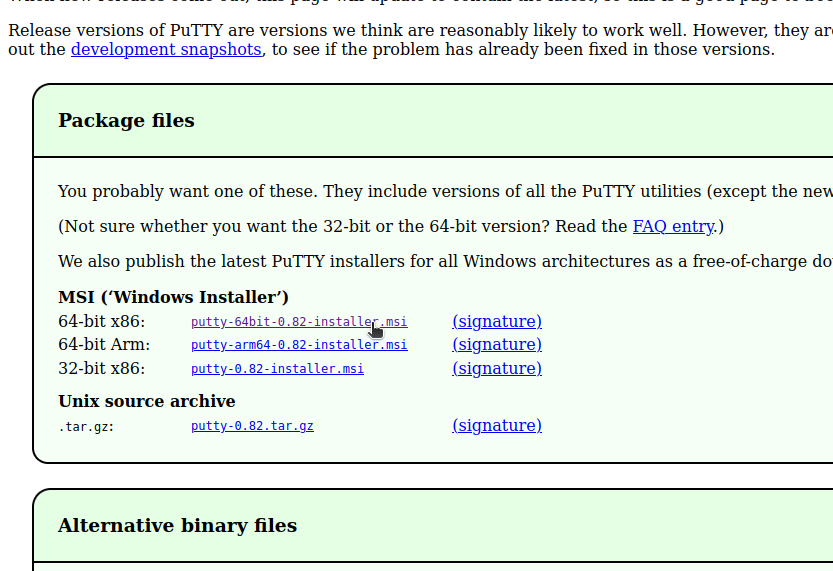 Release versions of PuTTY are versions we think are reasonably likely to work well. However, they are
out the development snapshots, to see if the problem has already been fixed in those versions.
Package files
You probably want one of these. They include versions of all the PuTTY utilities (except the new
(Not sure whether you want the 32-bit or the 64-bit version? Read the FAQ entry.)
We also publish the latest PuTTY installers for all Windows architectures as a free-of-charge
MSI (‘Windows Installer’)
64-bit x86: putty-64bit-0.82-installer.msi (signature)
64-bit Arm: putty-arm64-0.82-installer.msi (signature)
32-bit x86: putty-0.82-installer.msi (signature)
Unix source archive
.tar.gz: putty-0.82.tar.gz (signature)
Alternative binary files